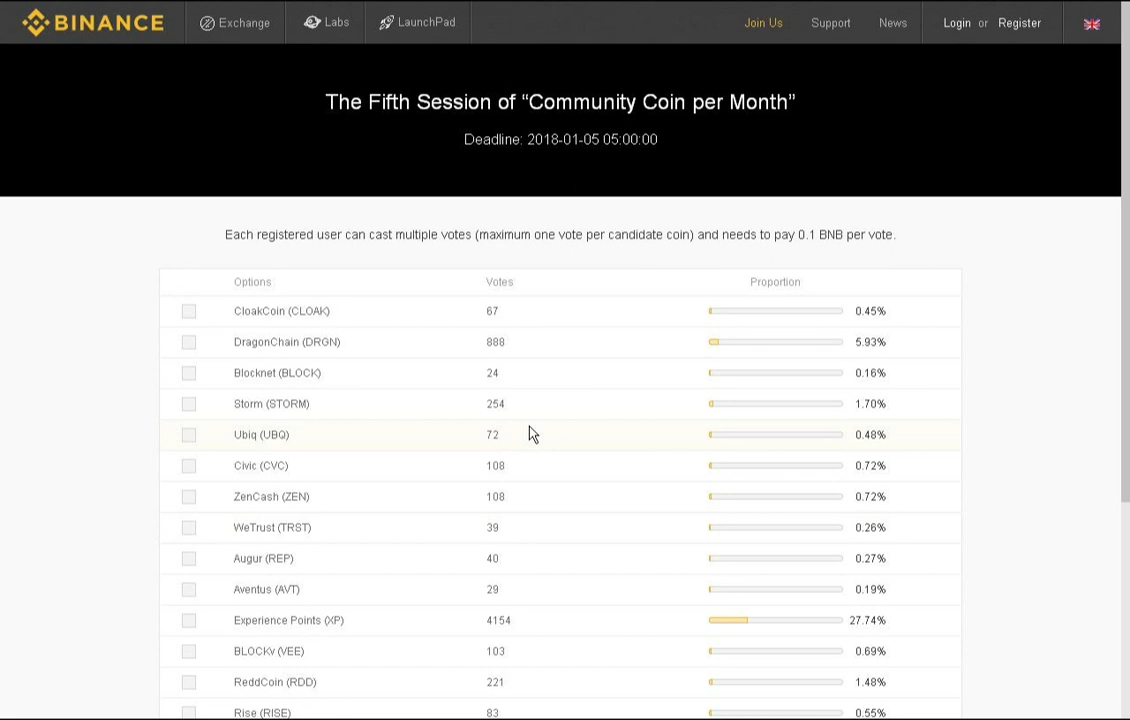 BINANCE Exchange Labs LaunchPad Join Us Support News Login or Register
The Fifth Session of “Community Coin per Month”
Deadline: 2018-01-05 05:00:00
Each registered user can cast multiple votes (maximum one vote per candidate coin) and needs to pay 0.1 BNB per vote.
Options Votes Proportion
CloakCoin (CLOAK) 67 0.45%
DragonChain (DRGN) 888 5.93%
Blocknet (BLOCK) 24 0.16%
Storm (STORM) 254 1.70%
Ubiq (UBQ) 72 0.48%
Civic (CVC) 108 0.72%
ZenCash (ZEN) 108 0.72%
WeTrust (TRST) 39 0.26%
Augur (REP) 40 0.27%
Aventus (AVT) 29 0.19%
Experience Points (XP) 4154 27.74%
BLOCKv (VEE) 103 0.69%
ReddCoin (RDD) 221 1.48%
Rise (RISE) 83 0.55%